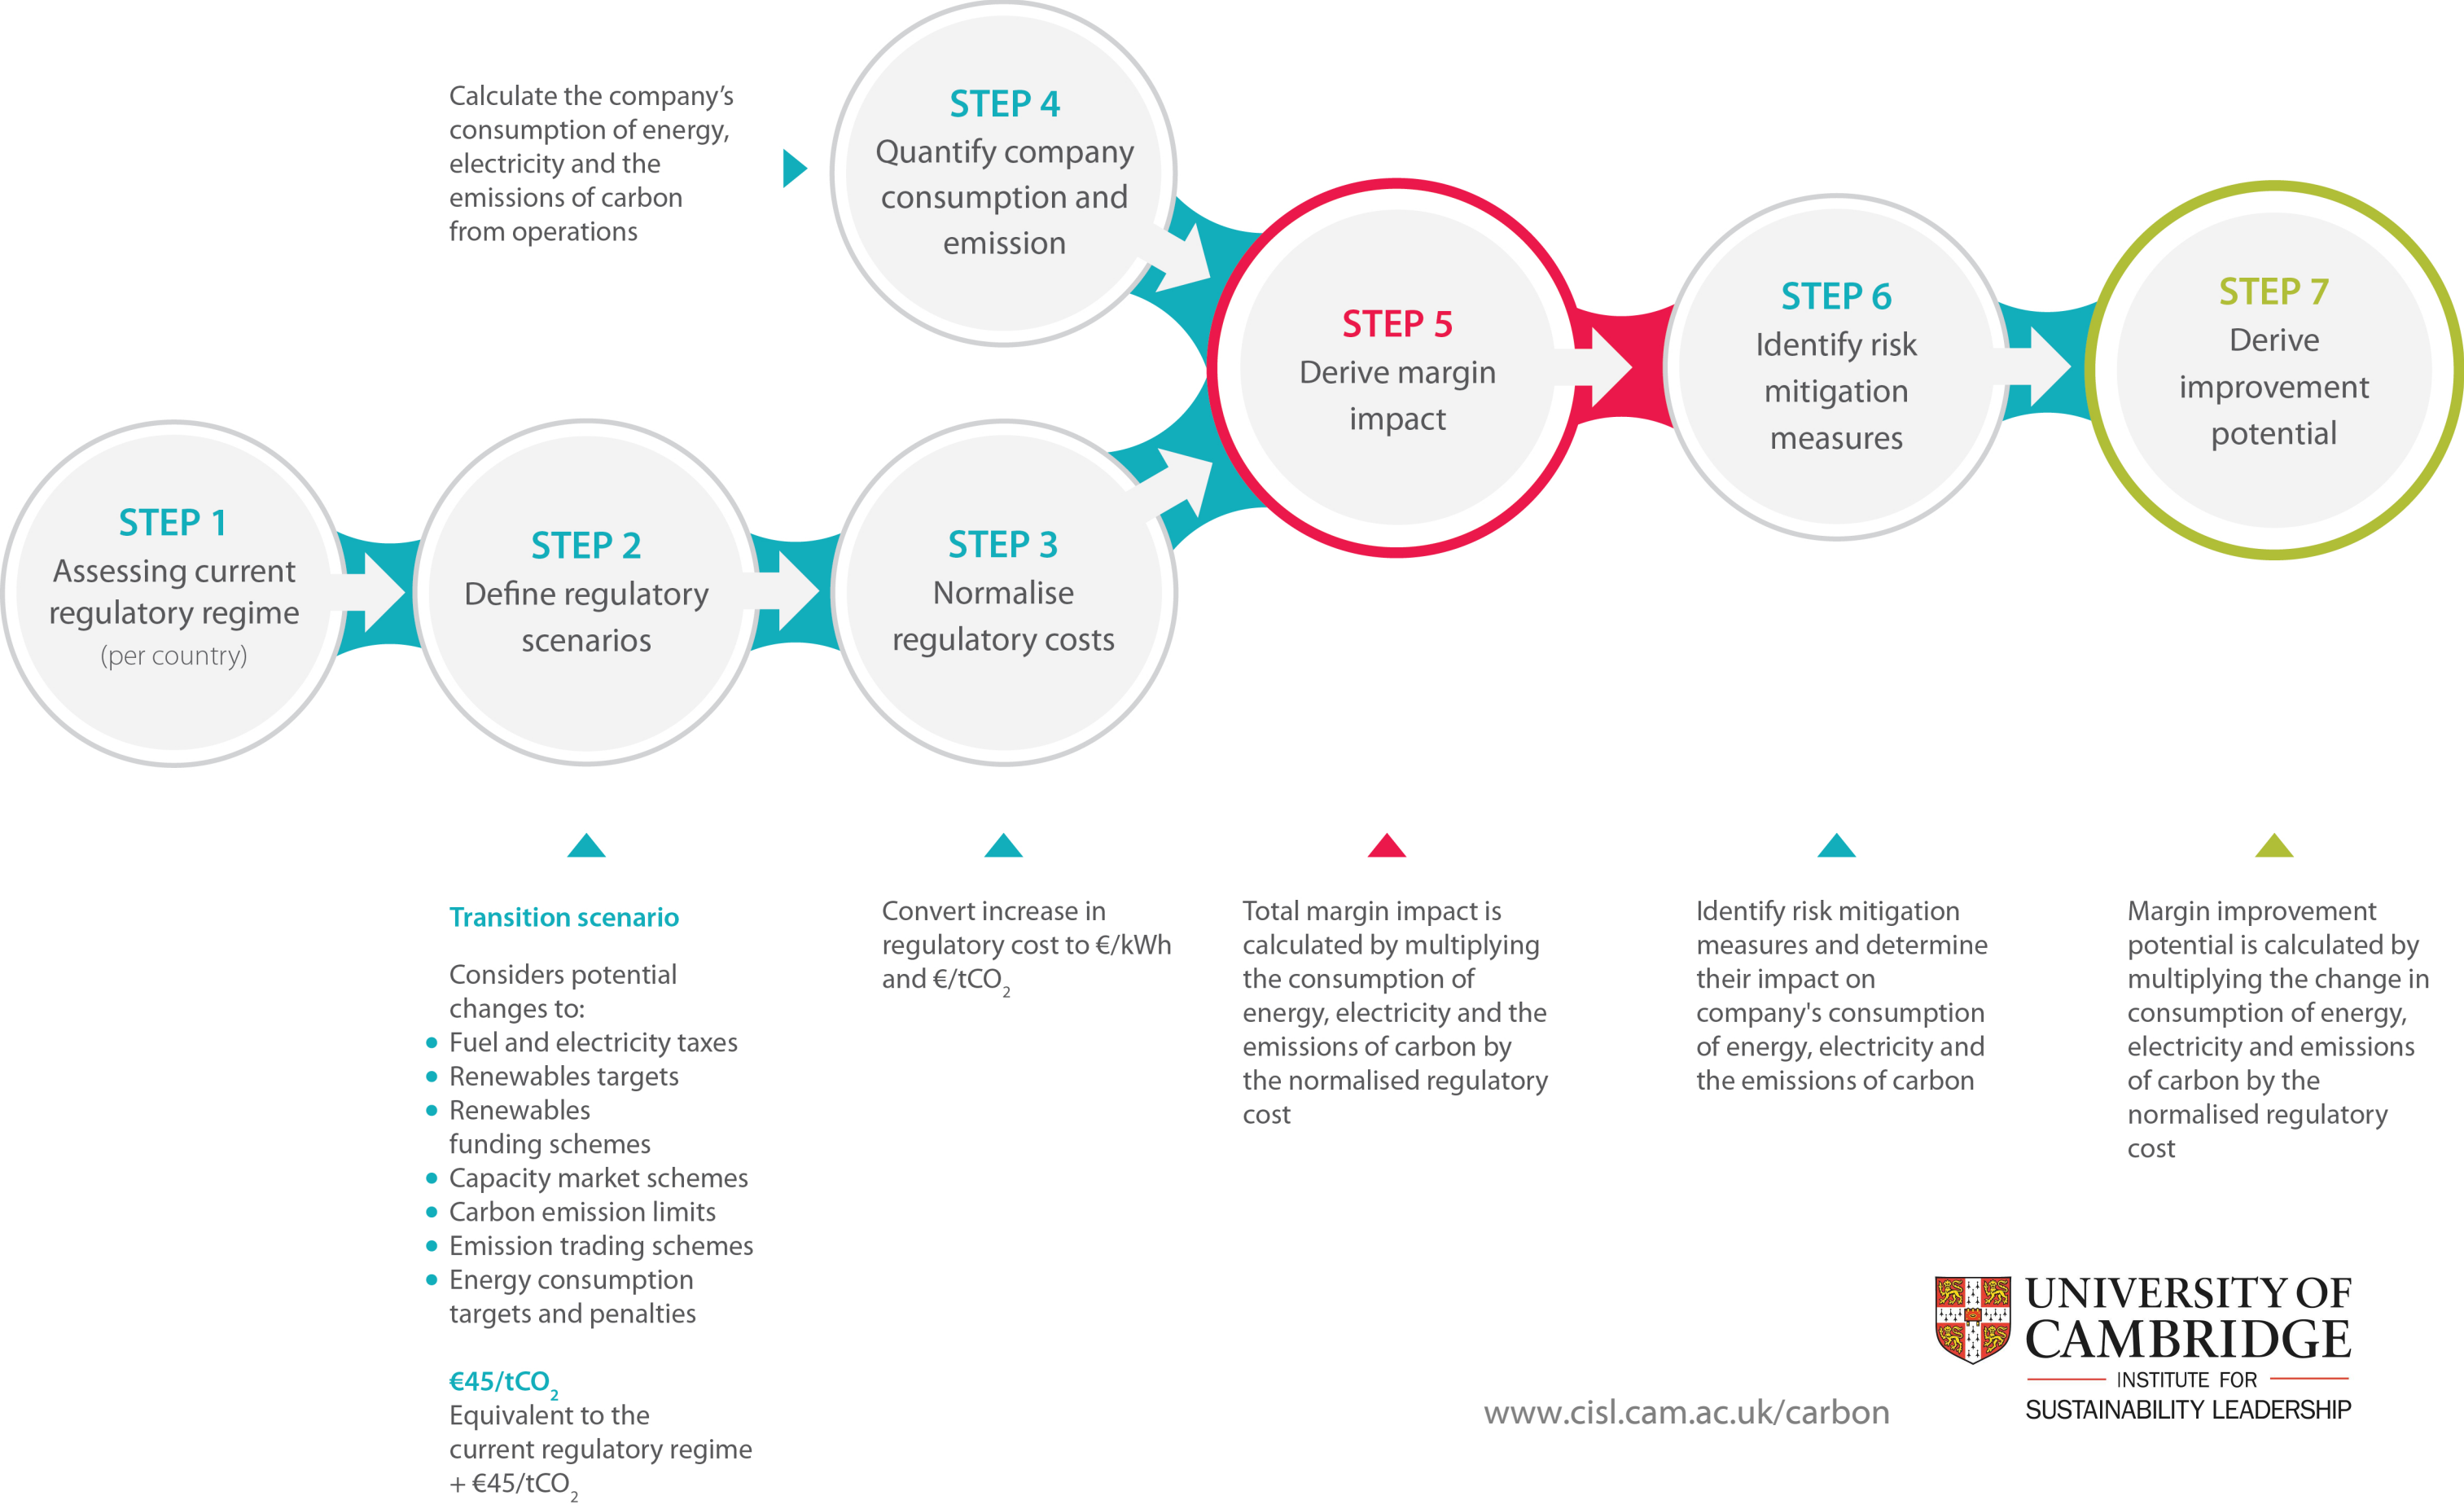 Calculate the company’s
consumption of energy,
electricity and the
emissions of carbon
from operations
STEP 4
Quantify company
consumption and
emission
STEP 1
Assessing current
regulatory regime
(per country)
STEP 2
Define regulatory
scenarios
STEP 3
Normalise
regulatory costs
STEP 5
Derive margin
impact
STEP 6
Identify risk
mitigation
measures
STEP 7
Derive
improvement
potential
Transition scenario
Considers potential
changes to:
• Fuel and electricity taxes
• Renewables targets
• Renewables
funding schemes
• Capacity market schemes
• Carbon emission limits
• Emission trading schemes
• Energy consumption
targets and penalties
€45/tCO₂
Equivalent to the
current regulatory regime
+ €45/tCO₂
Convert increase in
regulatory cost to €/kWh
and €/tCO₂
Total margin impact is
calculated by multiplying
the consumption of
energy, electricity and the
emissions of carbon by
the normalised regulatory
cost
Identify risk mitigation
measures and determine
their impact on
company's consumption
of energy, electricity and
the emissions of carbon
Margin improvement
potential is calculated by
multiplying the change in
consumption of energy,
electricity and emissions
of carbon by the
normalised regulatory
cost
www.cisl.cam.ac.uk/carbon
UNIVERSITY OF
CAMBRIDGE
INSTITUTE FOR
SUSTAINABILITY LEADERSHIP